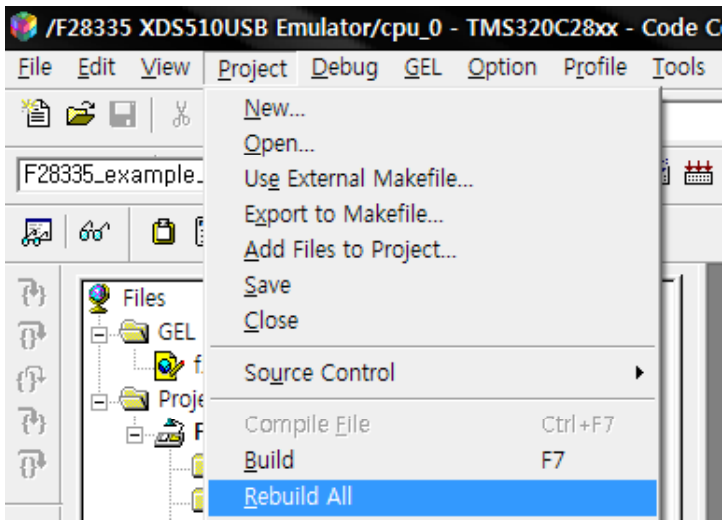 /F28335 XDS510USB Emulator/cpu_0 - TMS320C28xx - Code C
File Edit View Project Debug GEL Option Profile Tools
New...
Open...
F28335_example_
Use External Makefile...
Export to Makefile...
Add Files to Project...
Files
Save
GEL
Close
f
Source Control
Proje
Compile File Ctrl+F7
F
Build F7
Rebuild All